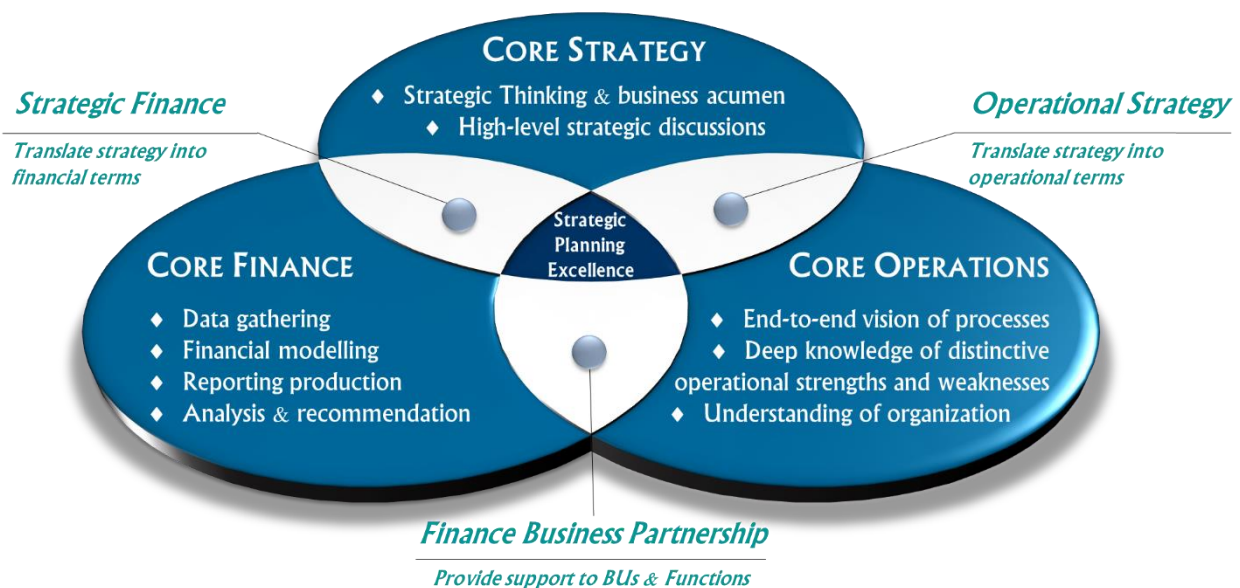 CORE STRATEGY
♦ Strategic Thinking & business acumen
♦ High-level strategic discussions
Strategic Finance
Translate strategy into
financial terms
Operational Strategy
Translate strategy into
operational terms
Strategic
Planning
Excellence
CORE FINANCE
♦ Data gathering
♦ Financial modelling
♦ Reporting production
♦ Analysis & recommendation
CORE OPERATIONS
♦ End-to-end vision of processes
♦ Deep knowledge of distinctive
operational strengths and weaknesses
♦ Understanding of organization
Finance Business Partnership
Provide support to BUs & Functions